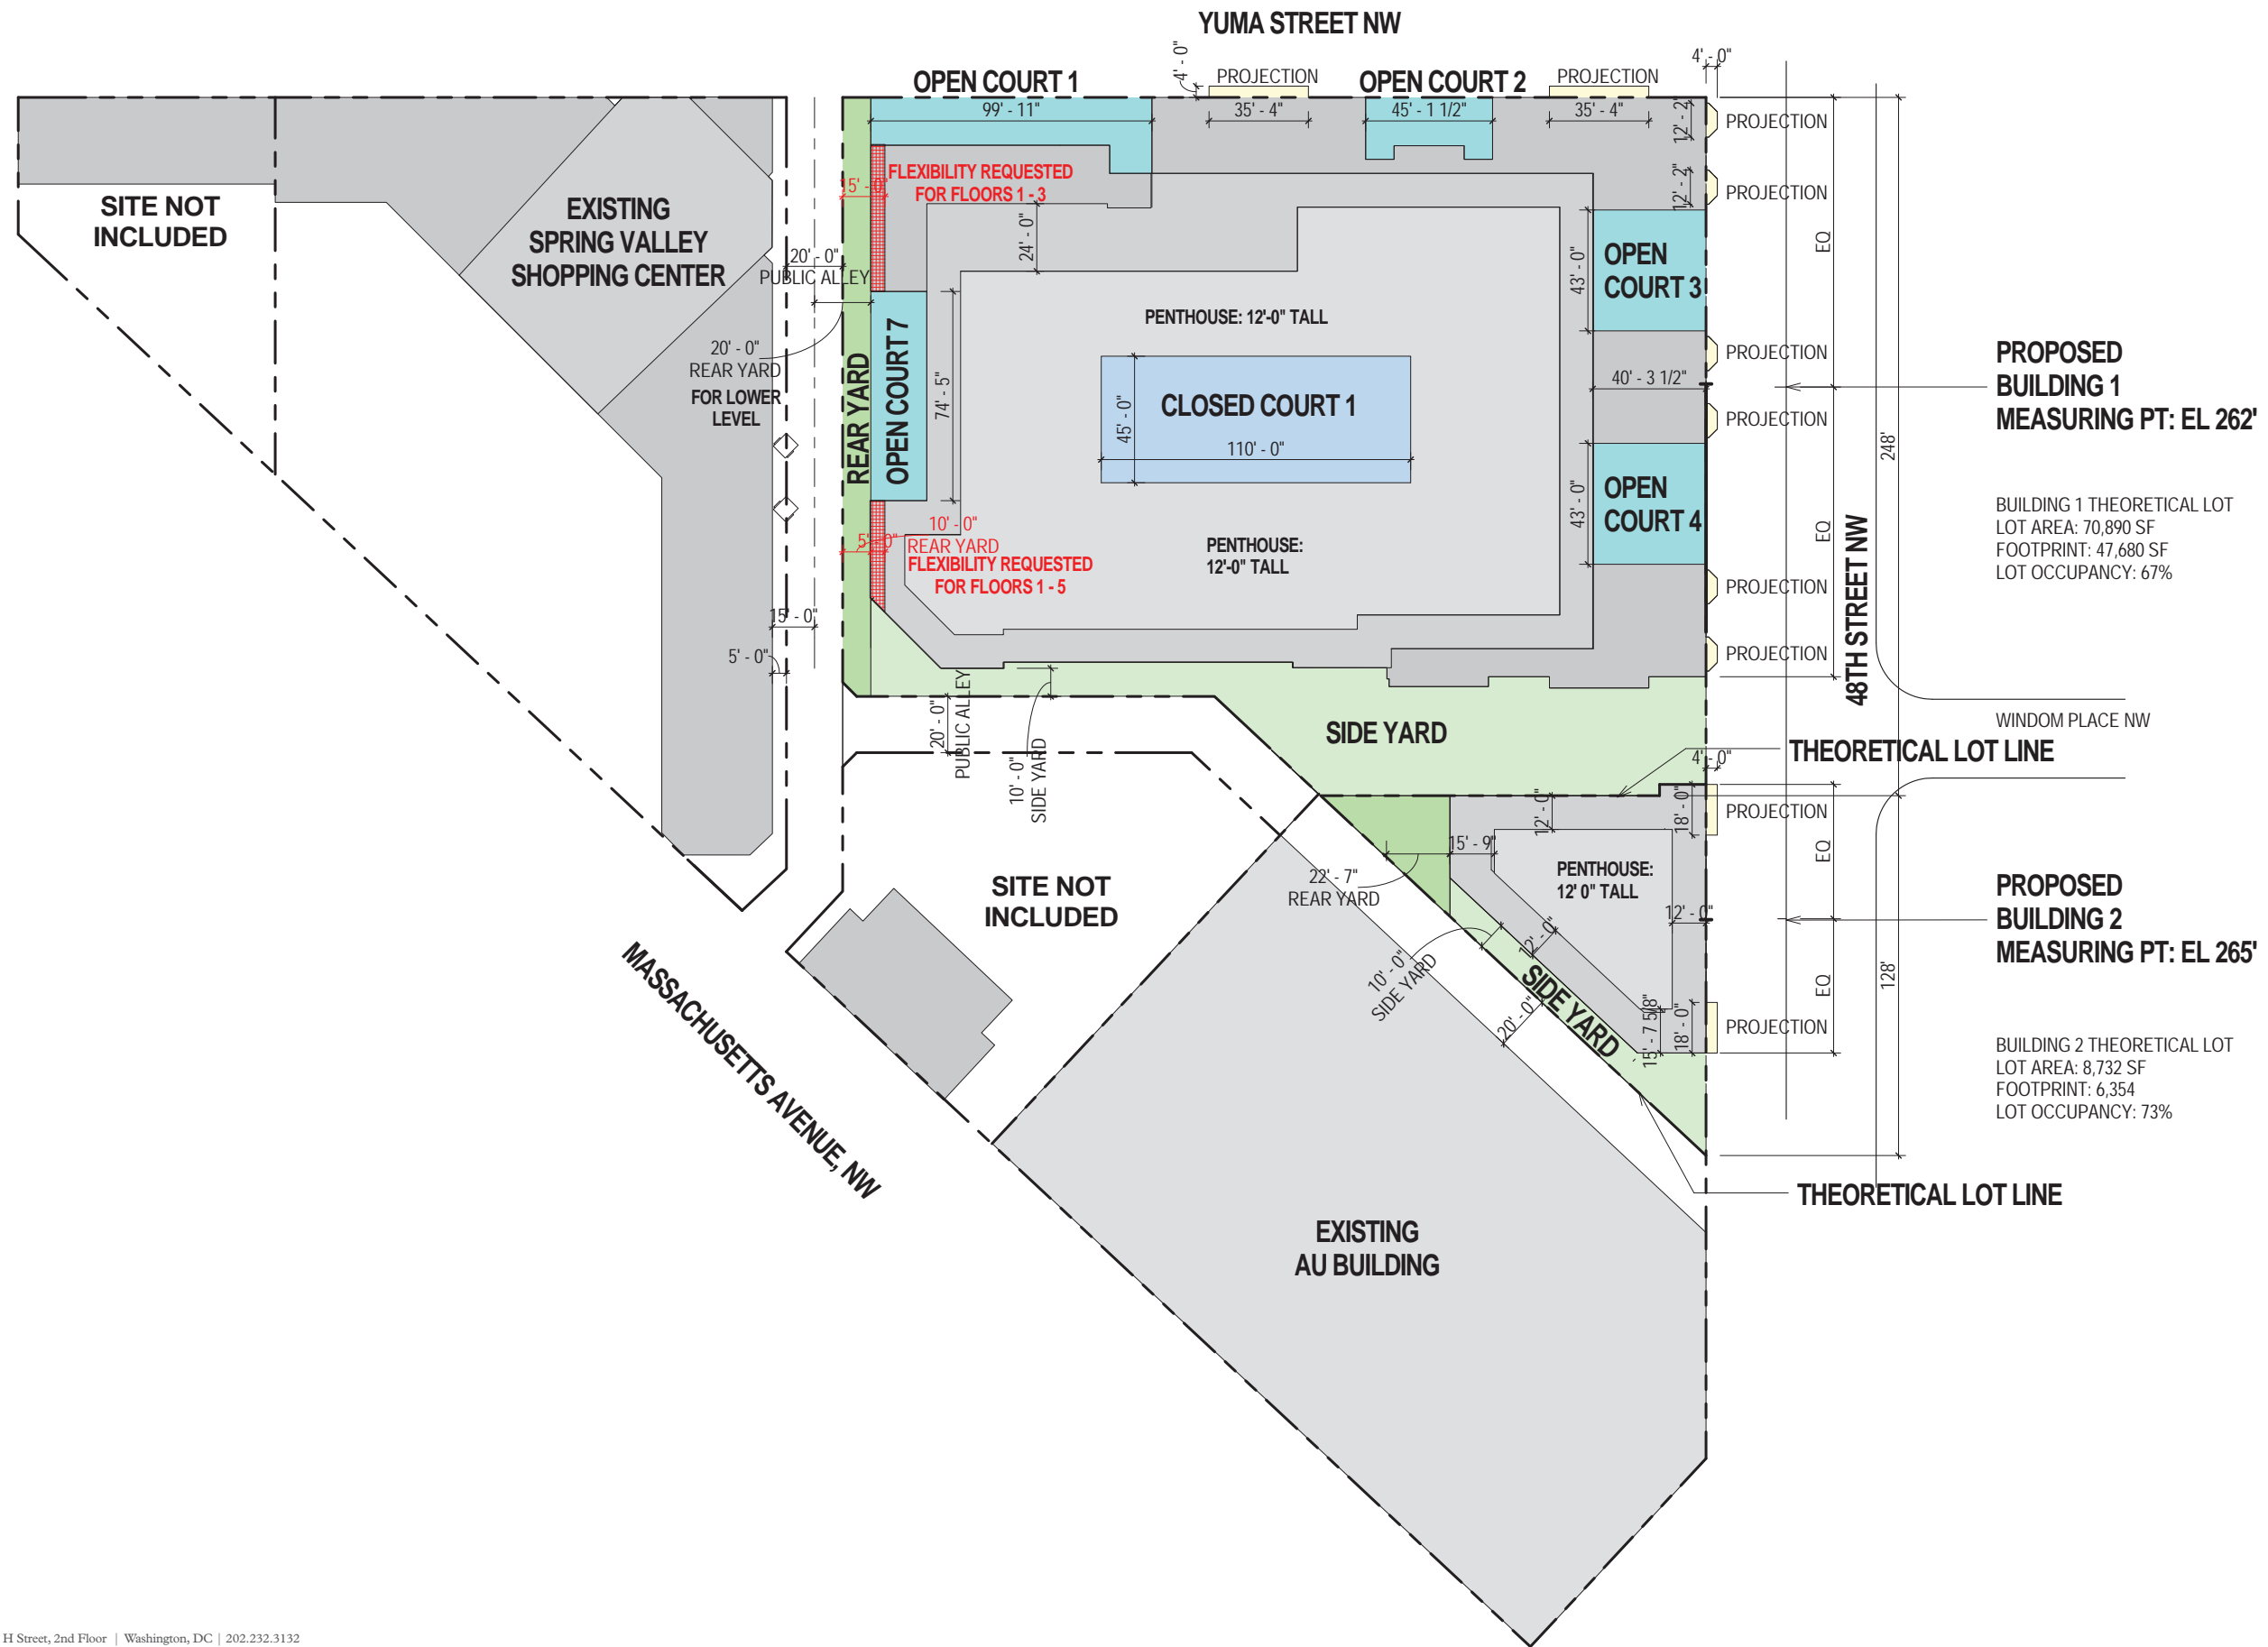 YUMA STREET NW
OPEN COURT 1
4' - 0"
PROJECTION
OPEN COURT 2
PROJECTION
4' - 0"
99' - 11"
35' - 4"
45' - 1 1/2"
35' - 4"
12' - 2"
PROJECTION
12' - 2"
PROJECTION
SITE NOT
INCLUDED
EXISTING
SPRING VALLEY
SHOPPING CENTER
FLEXIBILITY REQUESTED
FOR FLOORS 1 - 3
15' - 0"
24' - 0"
20' - 0"
PUBLIC ALLEY
43' - 0"
OPEN
COURT 3
EQ
PENTHOUSE: 12'-0" TALL
20' - 0"
REAR YARD
FOR LOWER
LEVEL
REAR YARD
OPEN COURT 7
74' - 5"
PROJECTION
40' - 3 1/2"
PROPOSED
BUILDING 1
MEASURING PT: EL 262'
45' - 0"
CLOSED COURT 1
110' - 0"
PROJECTION
248'
43' - 0"
OPEN
COURT 4
EQ
BUILDING 1 THEORETICAL LOT
LOT AREA: 70,890 SF
FOOTPRINT: 47,680 SF
LOT OCCUPANCY: 67%
10' - 0"
REAR YARD
5' - 0"
FLEXIBILITY REQUESTED
FOR FLOORS 1 - 5
PENTHOUSE:
12'-0" TALL
PROJECTION
15' - 0"
5' - 0"
PROJECTION
48TH STREET NW
20' - 0"
PUBLIC ALLEY
10' - 0"
SIDE YARD
SIDE YARD
WINDOM PLACE NW
THEORETICAL LOT LINE
4' - 0"
12' - 0"
18' - 0"
PROJECTION
15' - 9"
22' - 7"
REAR YARD
PENTHOUSE:
12' 0" TALL
EQ
SITE NOT
INCLUDED
12' - 0"
PROPOSED
BUILDING 2
MEASURING PT: EL 265'
12' - 0"
10' - 0"
SIDE YARD
SIDE YARD
20' - 0"
15' - 7 5/8"
18' - 0"
EQ
128'
PROJECTION
BUILDING 2 THEORETICAL LOT
LOT AREA: 8,732 SF
FOOTPRINT: 6,354
LOT OCCUPANCY: 73%
MASSACHUSETTS AVENUE, NW
THEORETICAL LOT LINE
EXISTING
AU BUILDING
H Street, 2nd Floor | Washington, DC | 202.232.3132